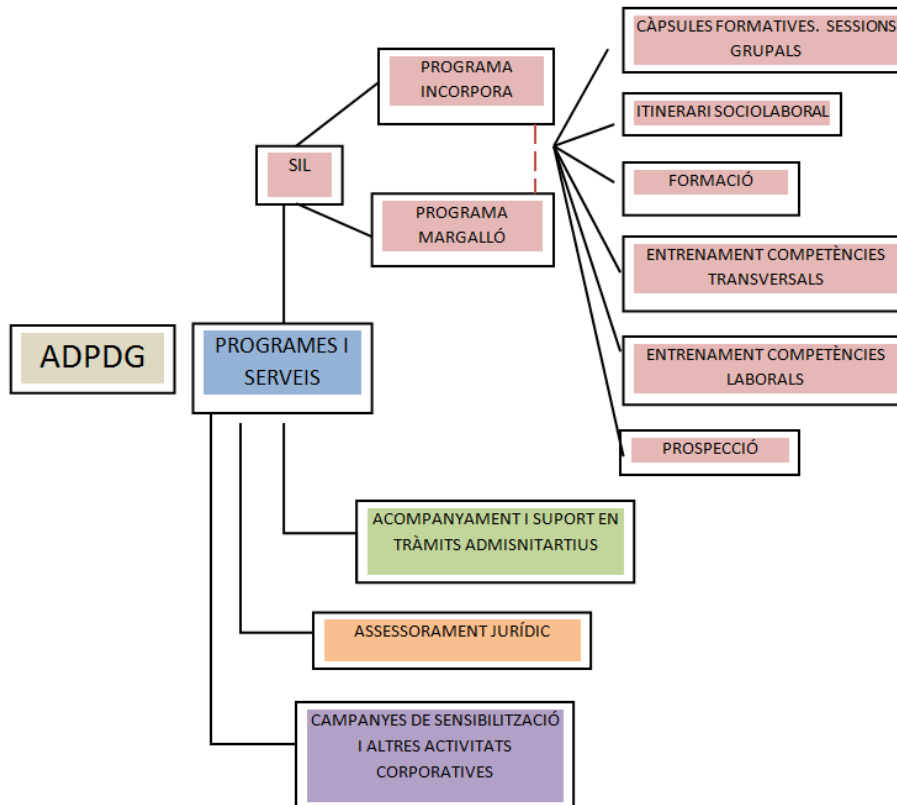 CÀPSULES FORMATIVES. SESSIONS
GRUPALS
PROGRAMA
INCORPORA
ITINERARI SOCIOLABORAL
SIL
FORMACIÓ
PROGRAMA
MARGALLÓ
ENTRENAMENT COMPETÈNCIES
TRANSVERSALS
ADPDG
PROGRAMES I
SERVEIS
ENTRENAMENT COMPETÈNCIES
LABORALS
PROSPECCIÓ
ACOMPANYAMENT I SUPORT EN
TRÀMITS ADMISNITARTIUS
ASSESSORAMENT JURÍDIC
CAMPANYES DE SENSIBILITZACIÓ
I ALTRES ACTIVITATS
CORPORATIVES